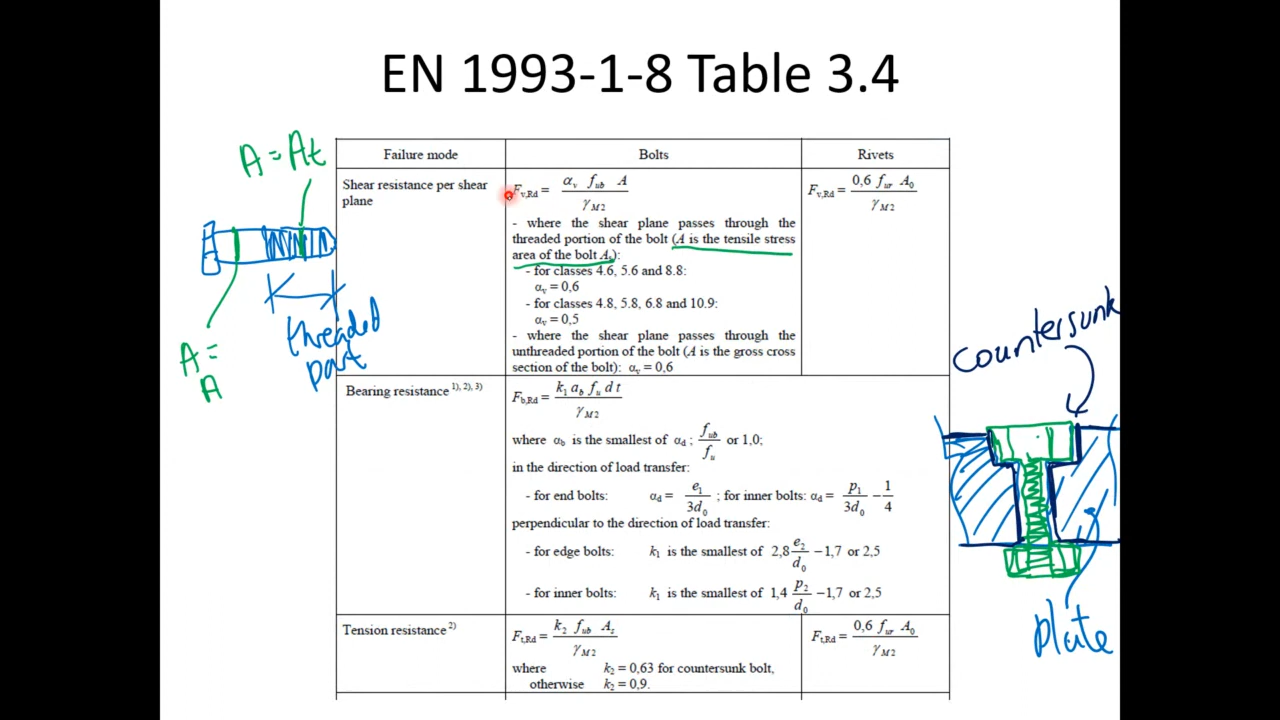 EN 1993-1-8 Table 3.4
A = At
A =
A
threaded
part
Failure mode Bolts Rivets
Shear resistance per shear
plane
F_v,Rd = α_v f_ub A / γ_M2
- where the shear plane passes through the
threaded portion of the bolt (A is the tensile stress
area of the bolt A_s):
- for classes 4.6, 5.6 and 8.8:
α_v = 0,6
- for classes 4.8, 5.8, 6.8 and 10.9:
α_v = 0,5
- where the shear plane passes through the
unthreaded portion of the bolt (A is the gross cross
section of the bolt): α_v = 0,6
F_v,Rd = 0,6 f_ur A_0 / γ_M2
Bearing resistance 1), 2), 3)
F_b,Rd = k_1 a_b f_u d t / γ_M2
where α_b is the smallest of α_d ; f_ub / f_u or 1,0;
in the direction of load transfer:
- for end bolts: α_d = e_1 / 3d_0 ; for inner bolts: α_d = p_1 / 3d_0 − 1 / 4
perpendicular to the direction of load transfer:
- for edge bolts: k_1 is the smallest of 2,8 e_2 / d_0 − 1,7 or 2,5
- for inner bolts: k_1 is the smallest of 1,4 p_2 / d_0 − 1,7 or 2,5
Tension resistance 2)
F_t,Rd = k_2 f_ub A_s / γ_M2
where k_2 = 0,63 for countersunk bolt,
otherwise k_2 = 0,9.
F_t,Rd = 0,6 f_ur A_0 / γ_M2
countersunk
plate